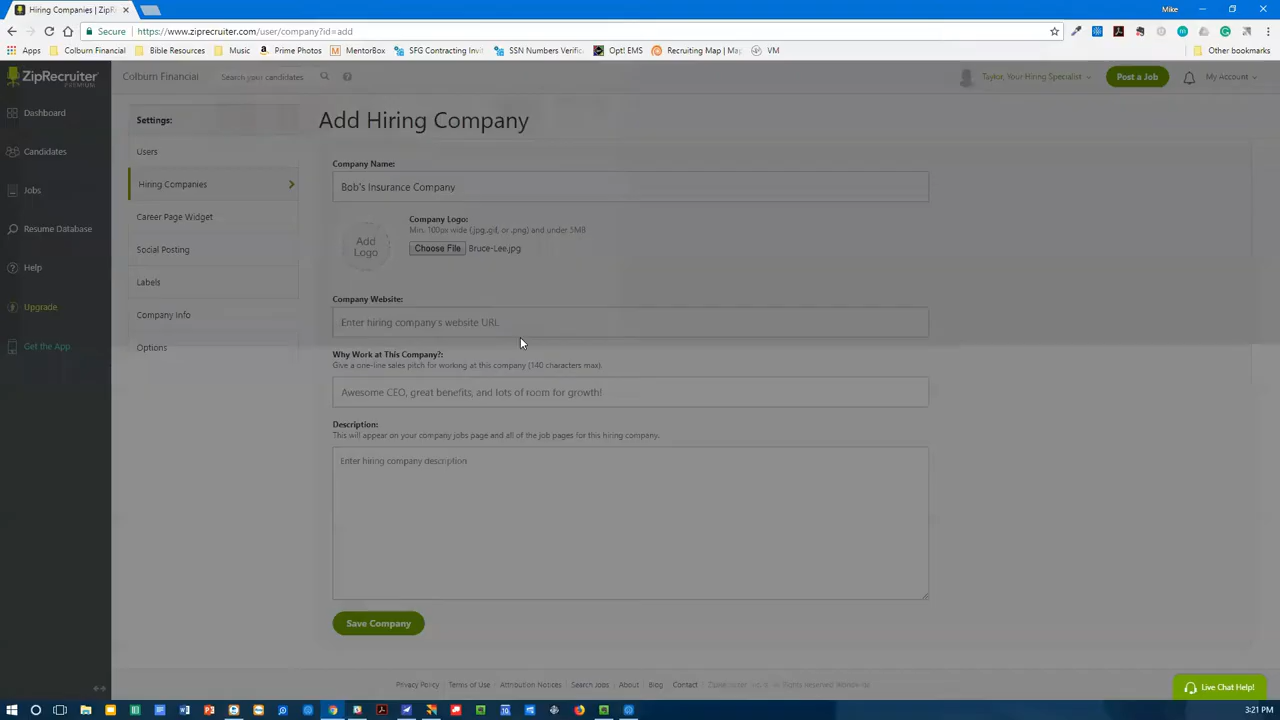 Hiring Companies | ZipR
Mike
Secure
https://www.ziprecruiter.com/user/company?id=add
Apps
Colburn Financial
Bible Resources
Music
Prime Photos
MentorBox
SFG Contracting Invit
SSN Numbers Verific
Opt! EMS
Recruiting Map | Map
VM
Other bookmarks
ZipRecruiter
PREMIUM
Colburn Financial
Search your candidates
Taylor, Your Hiring Specialist
Post a Job
My Account
Dashboard
Candidates
Jobs
Resume Database
Help
Upgrade
Get the App
Settings:
Users
Hiring Companies
Career Page Widget
Social Posting
Labels
Company Info
Options
Add Hiring Company
Company Name:
Bob's Insurance Company
Add
Logo
Company Logo:
Min. 100px wide (.jpg,.gif, or .png) and under 5MB
Choose File
Bruce-Lee.jpg
Company Website:
Enter hiring company's website URL
Why Work at This Company?:
Give a one-line sales pitch for working at this company (140 characters max).
Awesome CEO, great benefits, and lots of room for growth!
Description:
This will appear on your company jobs page and all of the job pages for this hiring company.
Enter hiring company description
Save Company
Privacy Policy
Terms of Use
Attribution Notices
Search Jobs
About
Blog
Contact
All Rights Reserved Worldwide
Live Chat Help!
3:21 PM